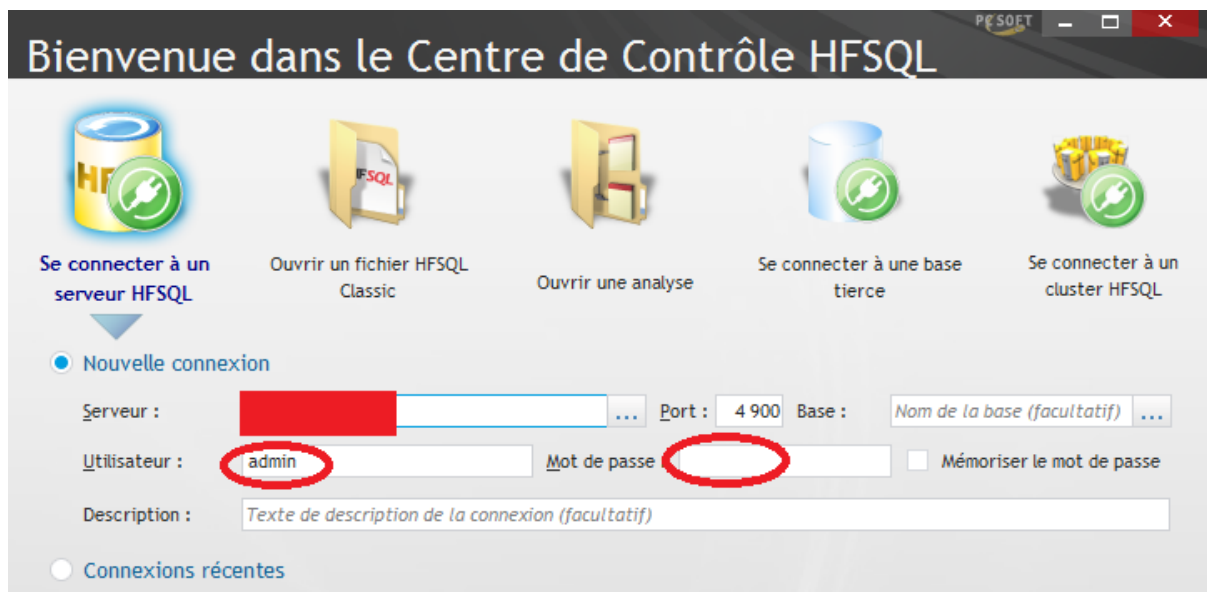 PCSOFT
Bienvenue dans le Centre de Contrôle HFSQL
HF
HFSQL
Se connecter à un
serveur HFSQL
Ouvrir un fichier HFSQL
Classic
Ouvrir une analyse
Se connecter à une base
tierce
Se connecter à un
cluster HFSQL
Nouvelle connexion
Serveur :
... Port : 4 900 Base : Nom de la base (facultatif) ...
Utilisateur : admin Mot de passe Mémoriser le mot de passe
Description : Texte de description de la connexion (facultatif)
Connexions récentes